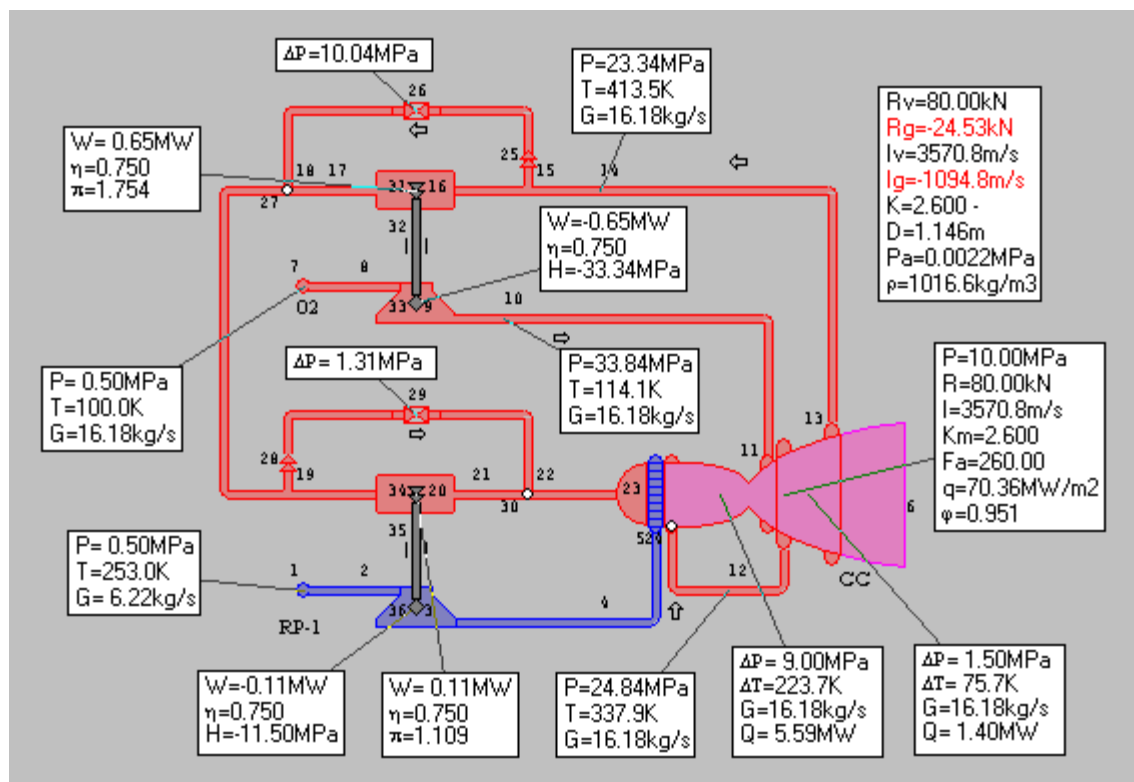 ΔP=10.04MPa
26
P=23.34MPa
T=413.5K
G=16.18kg/s
Rv=80.00kN
Rg=-24.53kN
Iv=3570.8m/s
Ig=-1094.8m/s
K=2.600 -
D=1.146m
Pa=0.0022MPa
ρ=1016.6kg/m3
W= 0.65MW
η=0.750
π=1.754
25
18
17
31
16
15
14
27
32
W=-0.65MW
η=0.750
H=-33.34MPa
7
8
O2
33
9
10
P= 0.50MPa
T=100.0K
G=16.18kg/s
ΔP= 1.31MPa
29
P=33.84MPa
T=114.1K
G=16.18kg/s
P=10.00MPa
R=80.00kN
I=3570.8m/s
Km=2.600
Fa=260.00
q=70.36MW/m2
φ=0.951
13
11
28
19
34
20
21
22
30
23
6
35
P= 0.50MPa
T=253.0K
G= 6.22kg/s
1
2
RP-1
36
3
4
12
CC
W=-0.11MW
η=0.750
H=-11.50MPa
W= 0.11MW
η=0.750
π=1.109
P=24.84MPa
T=337.9K
G=16.18kg/s
ΔP= 9.00MPa
ΔT=223.7K
G=16.18kg/s
Q= 5.59MW
ΔP= 1.50MPa
ΔT= 75.7K
G=16.18kg/s
Q= 1.40MW